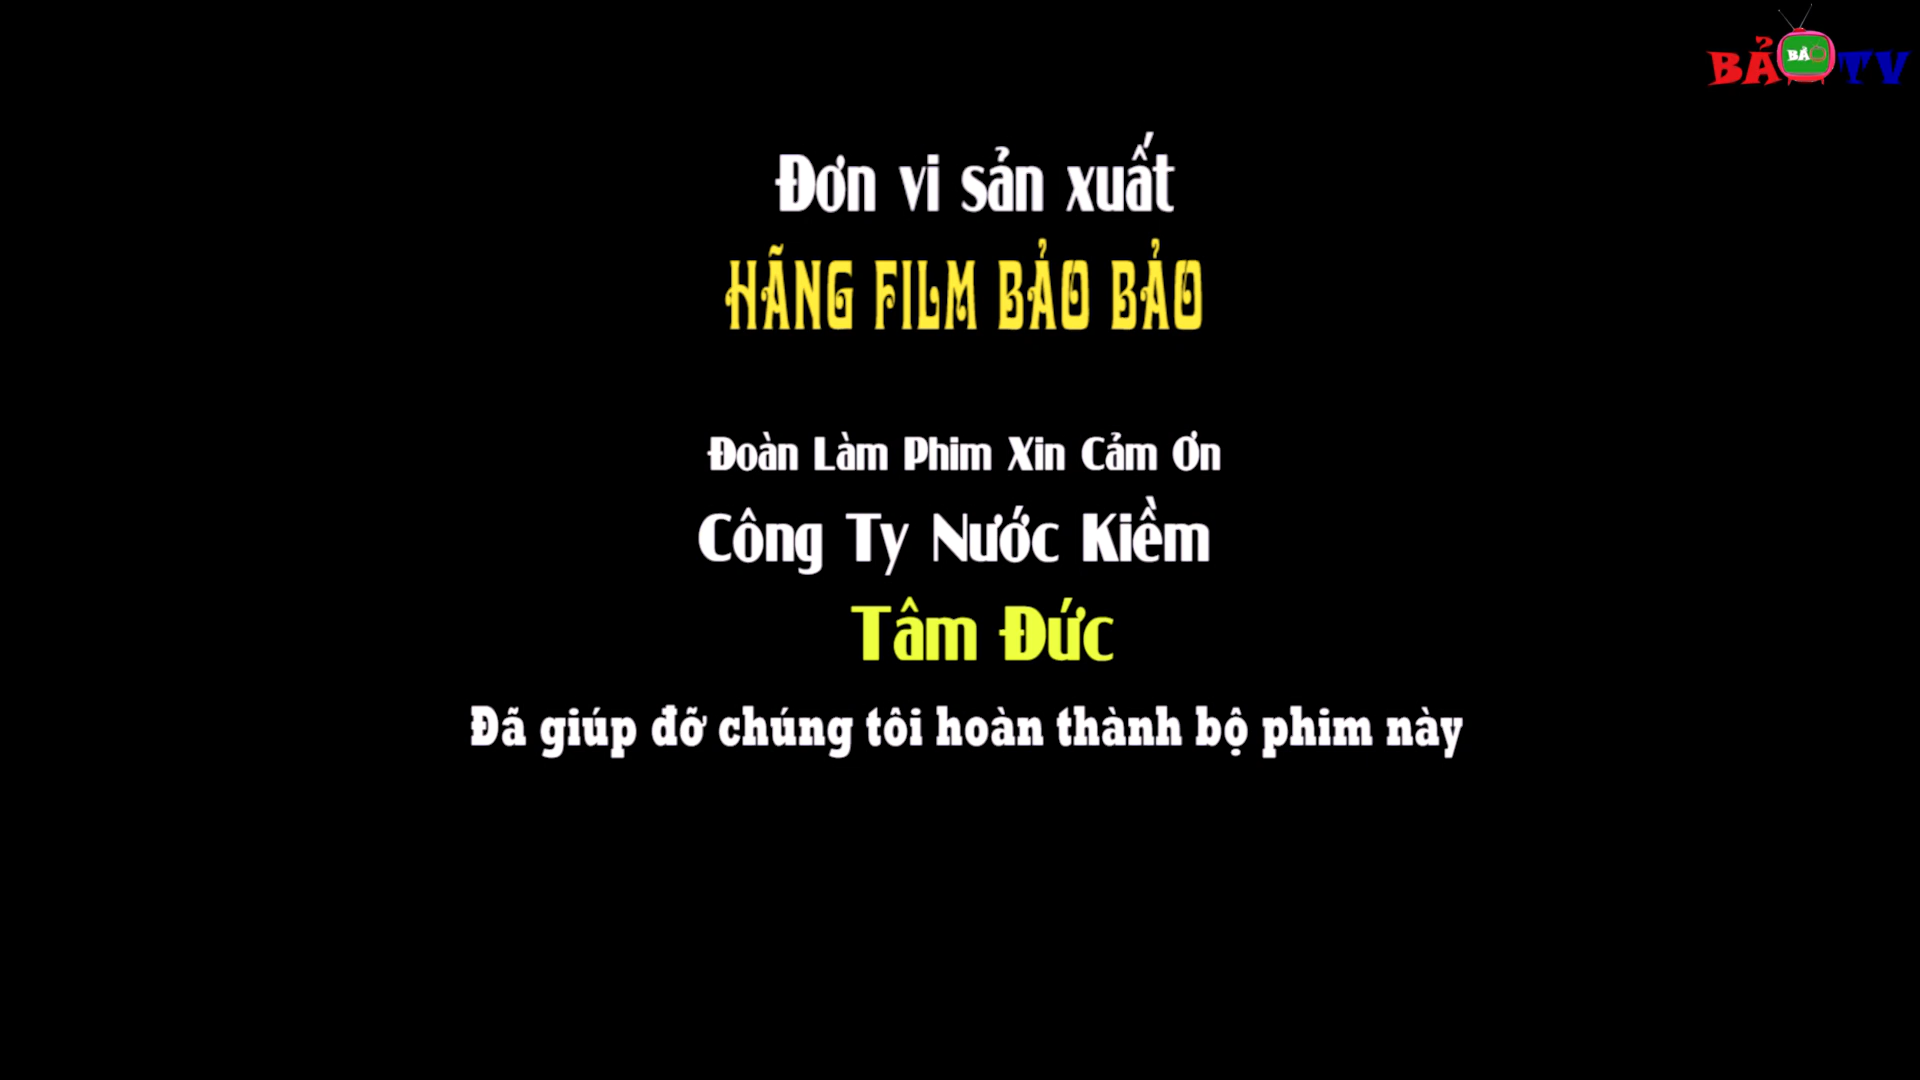 BẢO TV
BẢO
Đơn vi sản xuất
HÃNG FILM BẢO BẢO
Đoàn Làm Phim Xin Cảm Ơn
Công Ty Nước Kiềm
Tâm Đức
Đã giúp đỡ chúng tôi hoàn thành bộ phim này